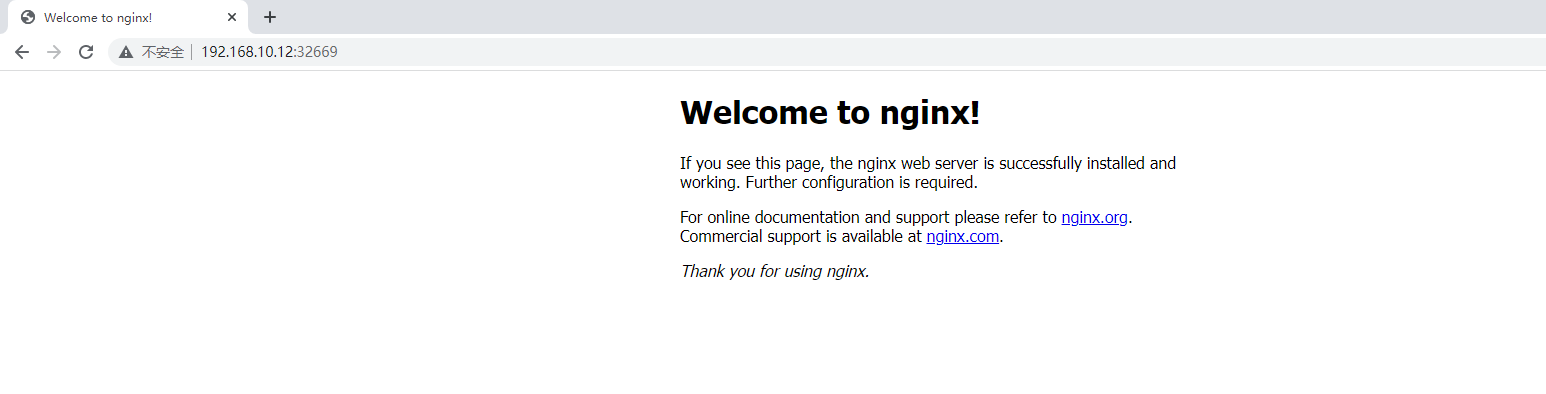 Welcome to nginx!
不安全 192.168.10.12:32669
Welcome to nginx!
If you see this page, the nginx web server is successfully installed and
working. Further configuration is required.
For online documentation and support please refer to nginx.org.
Commercial support is available at nginx.com.
Thank you for using nginx.